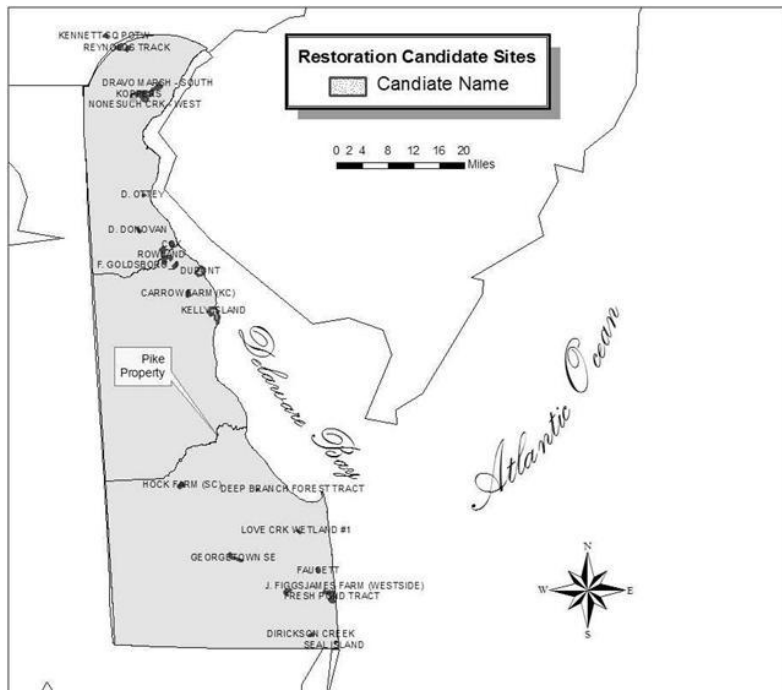 KENNETT SQ POTW
REYNOLDS TRACK
Restoration Candidate Sites
Candiate Name
DRAVO MARSH - SOUTH
KOPPERS
NONESUCH CRK - WEST
0 2 4 8 12 16 20
Miles
D. OTTEY
D. DONOVAN
COX
ROWLAND
F. GOLDSBORO
DUPONT
CARROW FARM (KC)
KELLY ISLAND
Pike
Property
Delaware Bay
Atlantic Ocean
HOCK FARM (SC)
DEEP BRANCH FOREST TRACT
LOVE CRK WETLAND #1
GEORGETOWN SE
FAUCETT
J. FIGGSJAMES FARM (WESTSIDE)
FRESH POND TRACT
DIRICKSON CREEK
SEAL ISLAND
N
W E
S